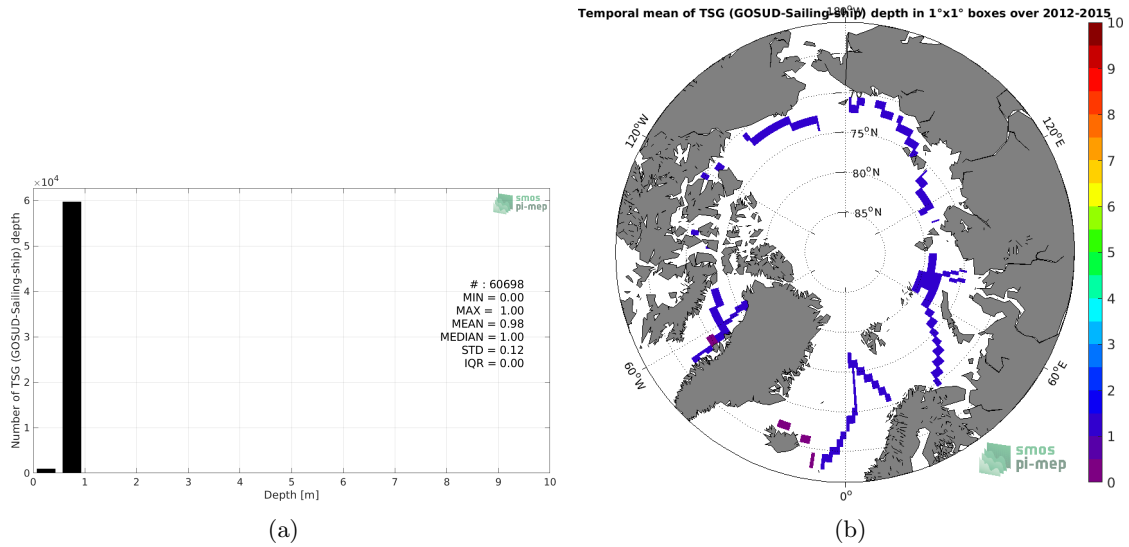 Temporal mean of TSG (GOSUD-Sailing-ship) depth in 1°x1° boxes over 2012-2015
×10⁴
6
5
4
3
2
1
0
Number of TSG (GOSUD-Sailing-ship) depth
smos
pi-mep
# : 60698
MIN = 0.00
MAX = 1.00
MEAN = 0.98
MEDIAN = 1.00
STD = 0.12
IQR = 0.00
0 1 2 3 4 5 6 7 8 9 10
Depth [m]
(a)
180°W
120°W
120°E
75°N
80°N
85°N
60°W
60°E
0°
smos
pi-mep
10
9
8
7
6
5
4
3
2
1
0
(b)